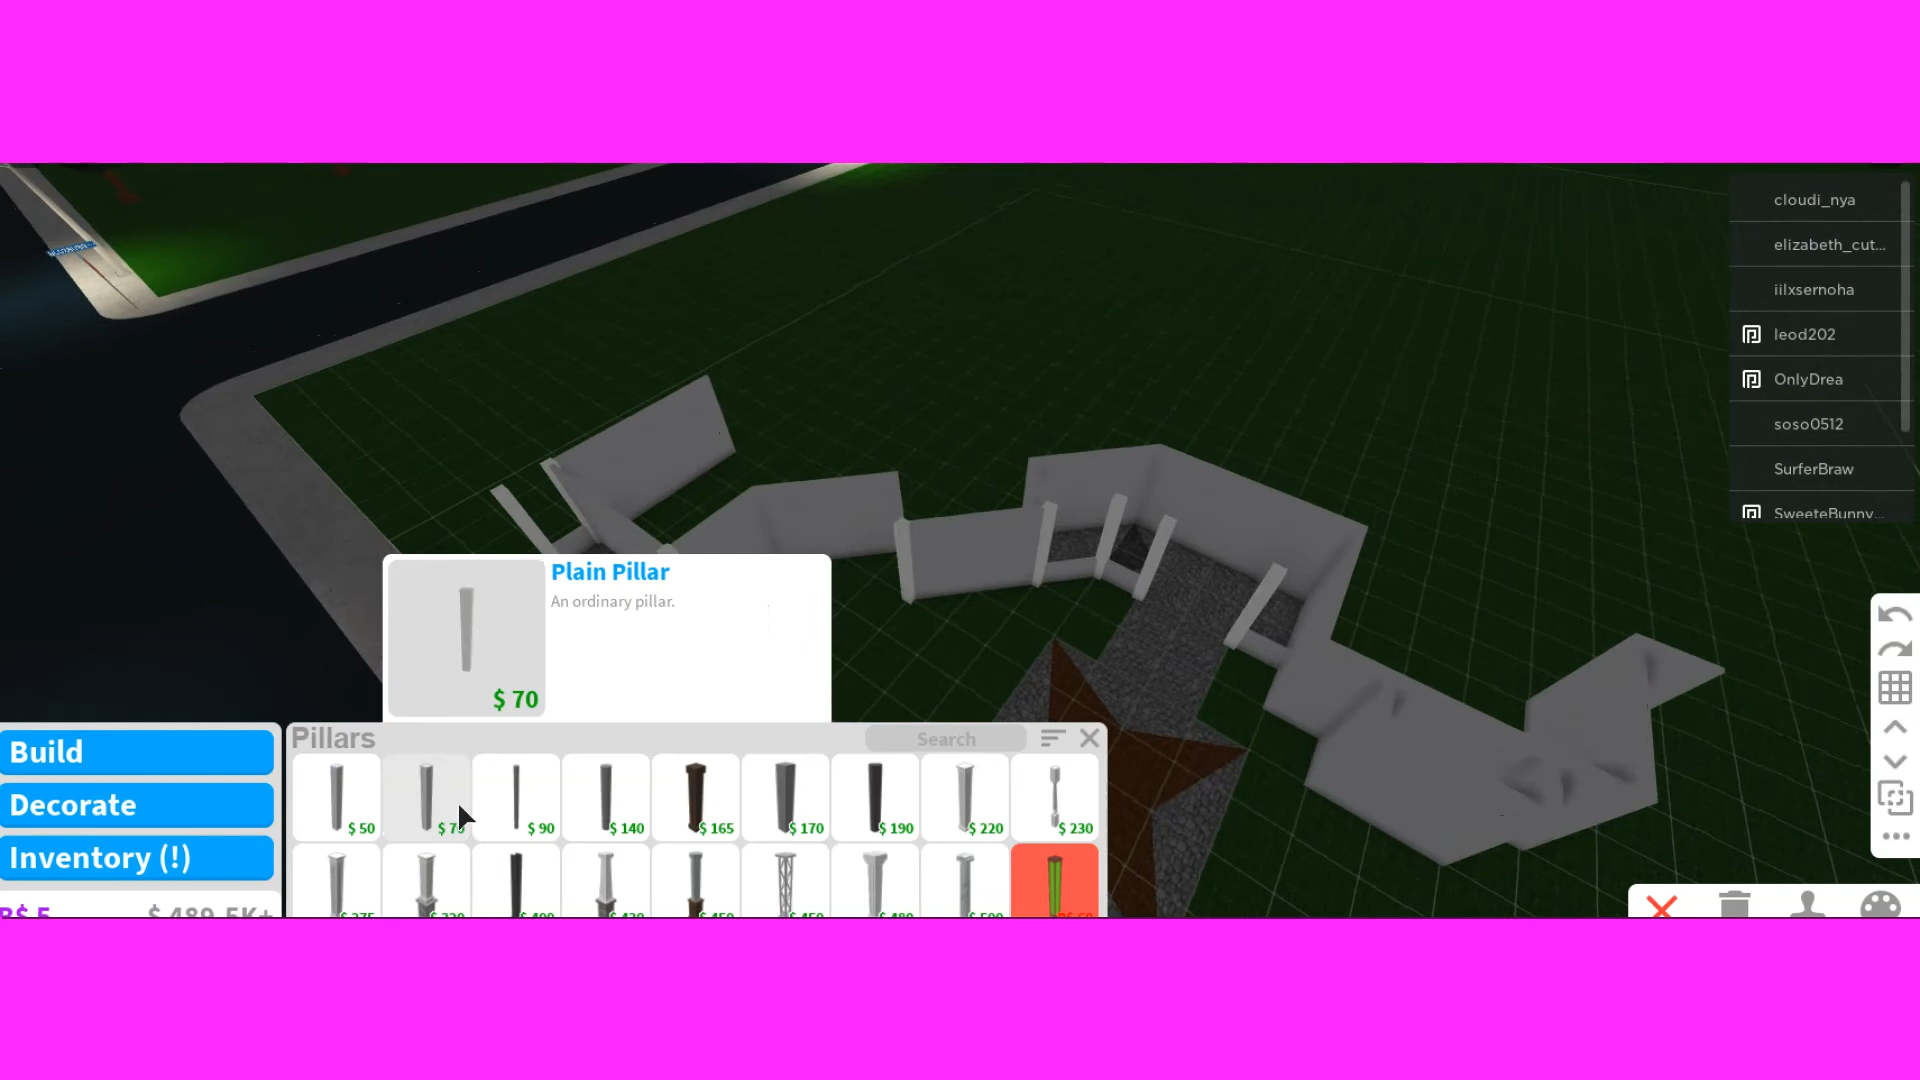 cloudi_nya
elizabeth_cut...
iilxsernoha
leod202
OnlyDrea
soso0512
SurferBraw
SweeteBunny...
Plain Pillar
An ordinary pillar.
$ 70
Build
Decorate
Inventory (!)
Pillars
Search
$ 50
$ 90
$ 140
$ 165
$ 170
$ 190
$ 220
$ 230